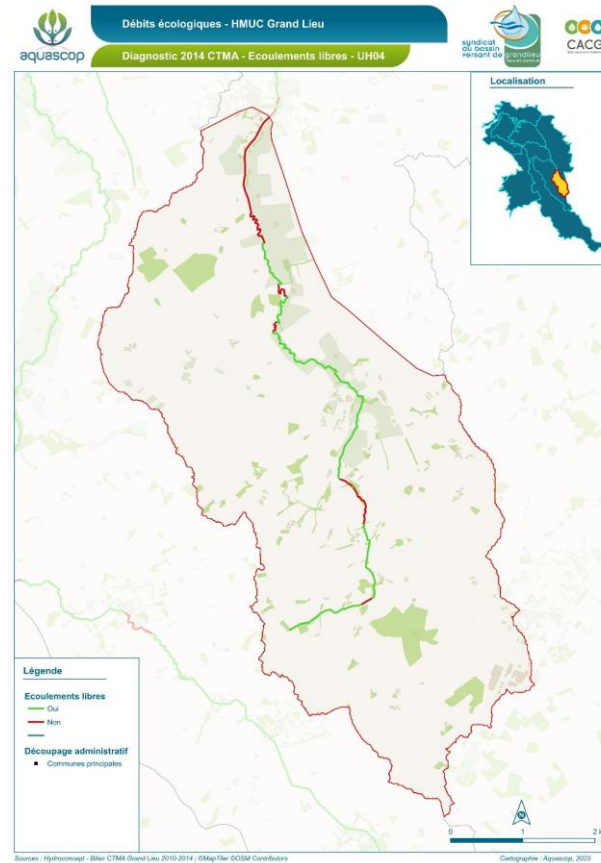 aquascop
Débits écologiques - HMUC Grand Lieu
Diagnostic 2014 CTMA - Ecoulements libres - UH04
syndicat
du bassin
versant de grandlieu
CACG
Localisation
Légende
Ecoulements libres
Oui
Non
Découpage administratif
Communes principales
N
0 1 2 k
Sources : Hydroconcept - Bilan CTMA Grand Lieu 2010-2014 ; ©MapTiler ©OSM Contributors
Cartographie : Aquascop, 2023